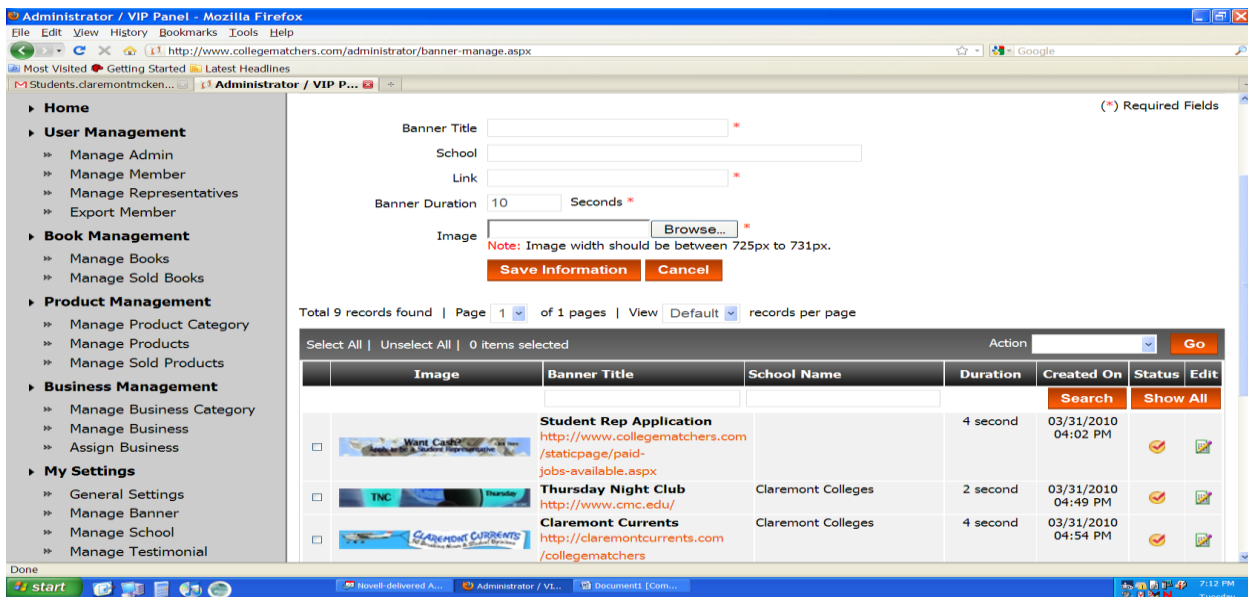 Administrator / VIP Panel - Mozilla Firefox
File Edit View History Bookmarks Tools Help
http://www.collegematchers.com/administrator/banner-manage.aspx
Google
Most Visited Getting Started Latest Headlines
Students.claremontmcken...
Administrator / VIP P...
Home
User Management
Manage Admin
Manage Member
Manage Representatives
Export Member
Book Management
Manage Books
Manage Sold Books
Product Management
Manage Product Category
Manage Products
Manage Sold Products
Business Management
Manage Business Category
Manage Business
Assign Business
My Settings
General Settings
Manage Banner
Manage School
Manage Testimonial
(*) Required Fields
Banner Title *
School
Link *
Banner Duration 10 Seconds *
Image Browse... *
Note: Image width should be between 725px to 731px.
Save Information Cancel
Total 9 records found | Page 1 of 1 pages | View Default records per page
Select All | Unselect All | 0 items selected Action Go
Image Banner Title School Name Duration Created On Status Edit
Search Show All
Want Cash?
Apply to be a Student Representative
Student Rep Application
http://www.collegematchers.com
/staticpage/paid-
jobs-available.aspx
4 second
03/31/2010
04:02 PM
TNC Thursday
Thursday Night Club
http://www.cmc.edu/
Claremont Colleges
2 second
03/31/2010
04:49 PM
CLAREMONT CURRENTS
Claremont Currents
http://claremontcurrents.com
/collegematchers
Claremont Colleges
4 second
03/31/2010
04:54 PM
Done
start
Novell-delivered A...
Administrator / VI...
Document1 [Com...
7:12 PM
Tuesday